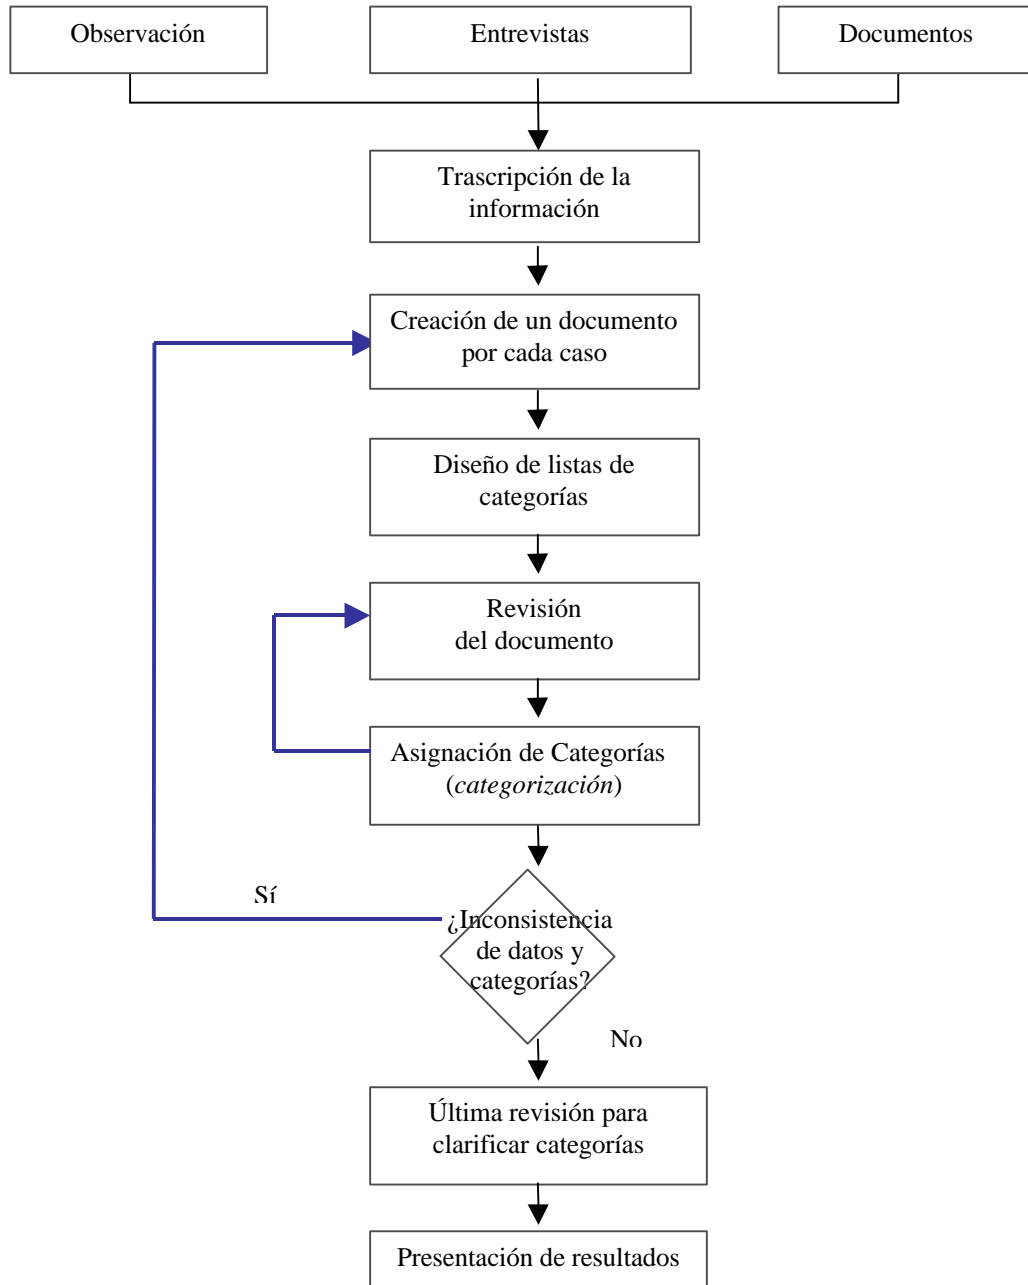 Observación
Entrevistas
Documentos
Trascripción de la
información
Creación de un documento
por cada caso
Diseño de listas de
categorías
Revisión
del documento
Asignación de Categorías
(categorización)
Sí
¿Inconsistencia
de datos y
categorías?
No
Última revisión para
clarificar categorías
Presentación de resultados